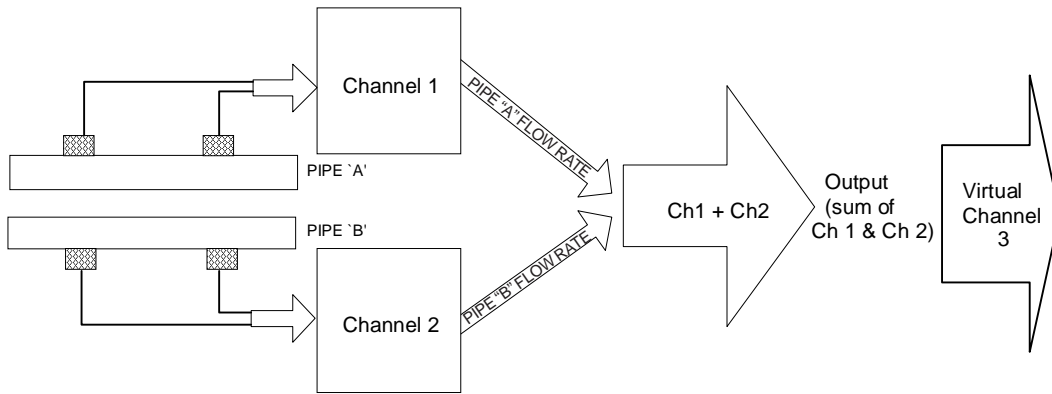 Channel 1
PIPE "A" FLOW RATE
PIPE `A'
PIPE `B'
Channel 2
PIPE "B" FLOW RATE
Ch1 + Ch2
Output
(sum of
Ch 1 & Ch 2)
Virtual
Channel
3